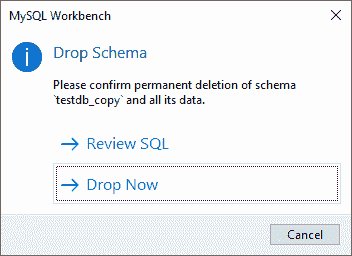 MySQL Workbench
Drop Schema
Please confirm permanent deletion of schema
`testdb_copy` and all its data.
Review SQL
Drop Now
Cancel